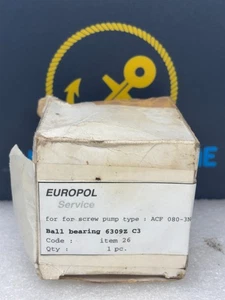 EUROPOL
Service
for for screw pump type : ACF 080-3N
Ball bearing 6309Z C3
Code : item 26
Qty : 1 pc.